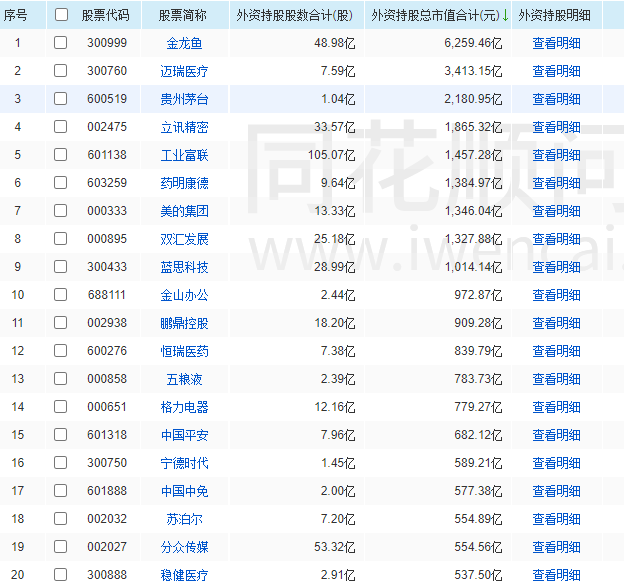 序号 股票代码 股票简称 外资持股股数合计(股) 外资持股总市值合计(元)↓ 外资持股明细
1 300999 金龙鱼 48.98亿 6,259.46亿 查看明细
2 300760 迈瑞医疗 7.59亿 3,413.15亿 查看明细
3 600519 贵州茅台 1.04亿 2,180.95亿 查看明细
4 002475 立讯精密 33.57亿 1,865.32亿 查看明细
5 601138 工业富联 105.07亿 1,457.28亿 查看明细
6 603259 药明康德 9.64亿 1,384.97亿 查看明细
7 000333 美的集团 13.33亿 1,346.04亿 查看明细
8 000895 双汇发展 25.18亿 1,327.88亿 查看明细
9 300433 蓝思科技 28.99亿 1,014.14亿 查看明细
10 688111 金山办公 2.44亿 972.87亿 查看明细
11 002938 鹏鼎控股 18.20亿 909.28亿 查看明细
12 600276 恒瑞医药 7.38亿 839.79亿 查看明细
13 000858 五粮液 2.39亿 783.73亿 查看明细
14 000651 格力电器 12.16亿 779.27亿 查看明细
15 601318 中国平安 7.96亿 682.12亿 查看明细
16 300750 宁德时代 1.45亿 589.21亿 查看明细
17 601888 中国中免 2.00亿 577.38亿 查看明细
18 002032 苏泊尔 7.20亿 554.89亿 查看明细
19 002027 分众传媒 53.32亿 554.56亿 查看明细
20 300888 稳健医疗 2.91亿 537.50亿 查看明细
同花顺问
www.iwencai.